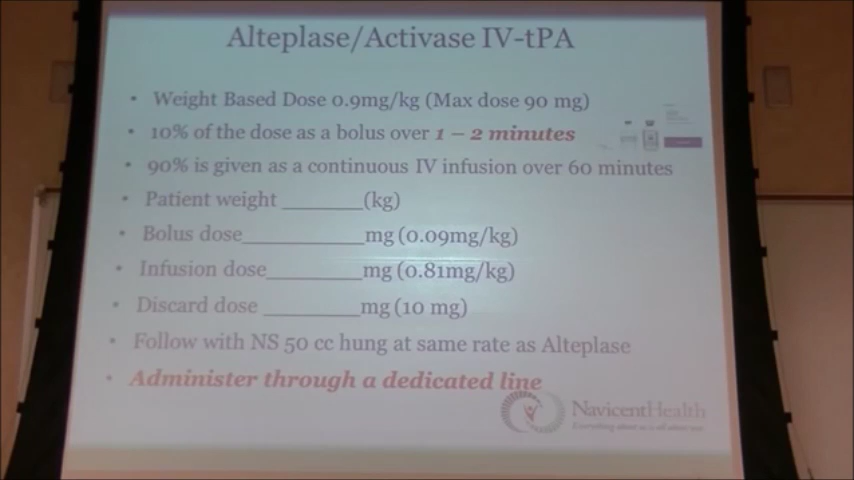 Alteplase/Activase IV-tPA
• Weight Based Dose 0.9mg/kg (Max dose 90 mg)
• 10% of the dose as a bolus over 1 – 2 minutes
• 90% is given as a continuous IV infusion over 60 minutes
• Patient weight ________(kg)
• Bolus dose____________mg (0.09mg/kg)
• Infusion dose__________mg (0.81mg/kg)
• Discard dose __________mg (10 mg)
• Follow with NS 50 cc hung at same rate as Alteplase
• Administer through a dedicated line
NavicentHealth